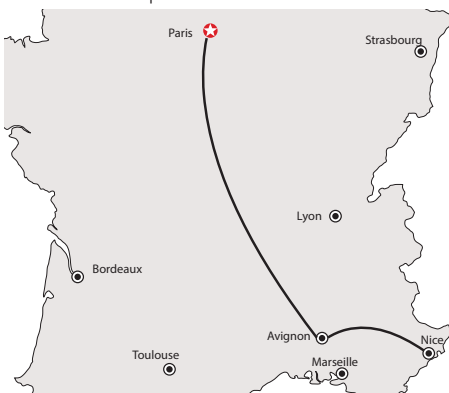 Paris
Strasbourg
Lyon
Bordeaux
Avignon
Nice
Toulouse
Marseille